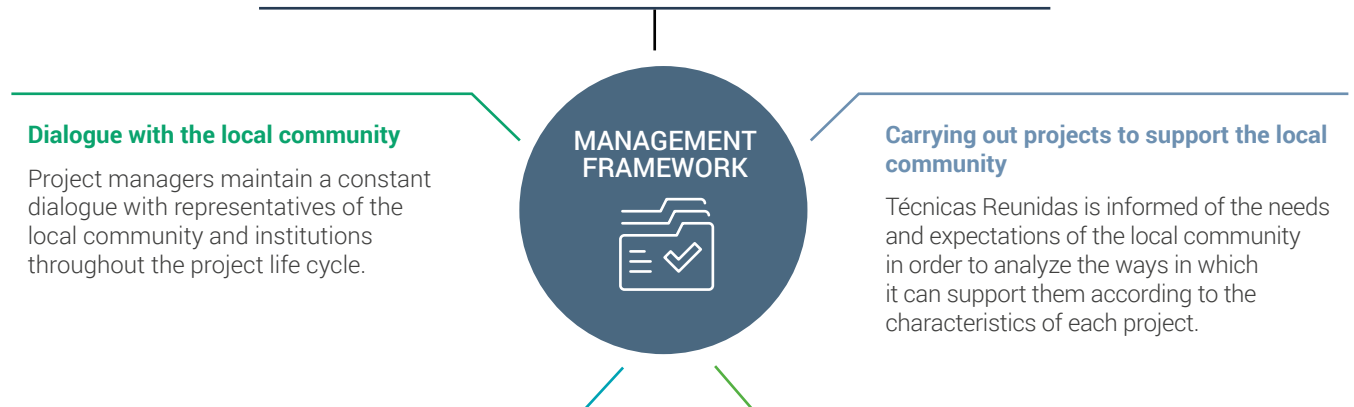 Dialogue with the local community
Project managers maintain a constant
dialogue with representatives of the
local community and institutions
throughout the project life cycle.
MANAGEMENT
FRAMEWORK
Carrying out projects to support the local
community
Técnicas Reunidas is informed of the needs
and expectations of the local community
in order to analyze the ways in which
it can support them according to the
characteristics of each project.